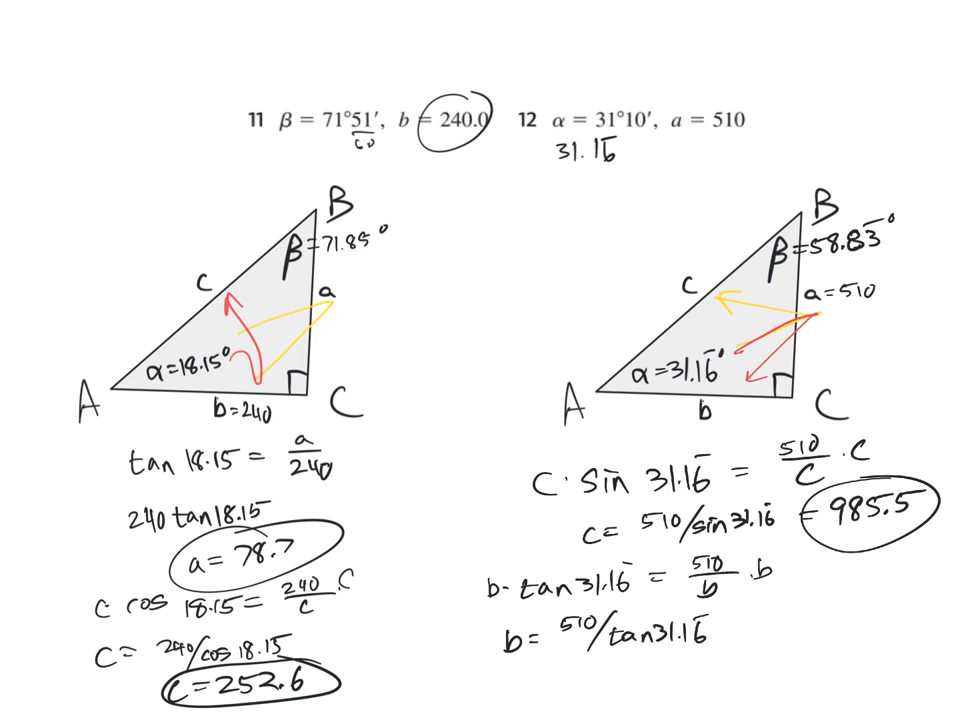 11 β = 71°51′, b = 240.0
60
12 α = 31°10′, a = 510
31.16̅
B
β=71.85°
c
a
α=18.15°
A
b=240
C
tan 18.15 = a/240
240 tan18.15
a = 78.7
c · cos 18.15 = 240/c · c
c = 240/cos 18.15
c = 252.6
B
β=58.83̅°
c
a=510
α=31.16̅°
A
b
C
c · sin 31.16̅ = 510/c · c
c = 510/sin31.16̅ = 985.5
b · tan31.16̅ = 510/b · b
b = 510/tan31.16̅